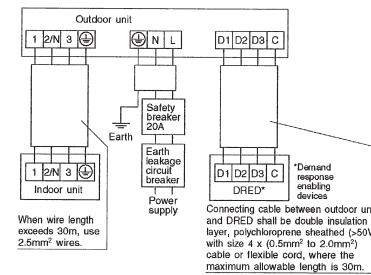 Outdoor unit
1 2/N 3
N L
D1 D2 D3 C
Safety
breaker
20A
Earth
Earth
leakage
circuit
breaker
Power
supply
1 2/N 3
Indoor unit
D1 D2 D3 C
DRED*
*Demand
response
enabling
devices
When wire length
exceeds 30m, use
2.5mm² wires.
Connecting cable between outdoor un
and DRED shall be double insulation
layer, polychloroprene sheathed (>50V
with size 4 x (0.5mm² to 2.0mm²)
cable or flexible cord, where the
maximum allowable length is 30m.